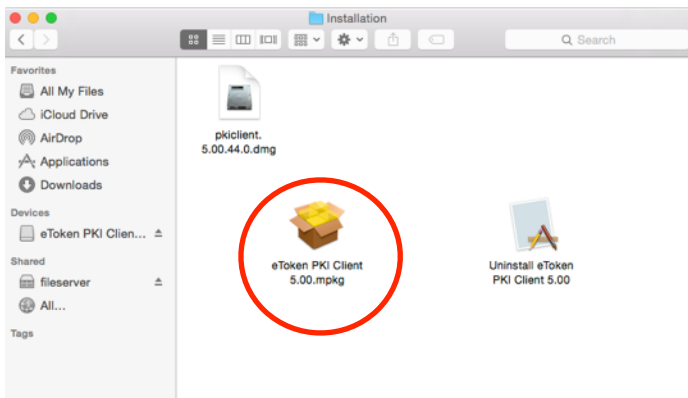 Installation
Search
Favorites
All My Files
iCloud Drive
AirDrop
Applications
Downloads
Devices
eToken PKI Clien...
Shared
fileserver
All...
Tags
pkiclient.
5.00.44.0.dmg
eToken PKI Client
5.00.mpkg
Uninstall eToken
PKI Client 5.00